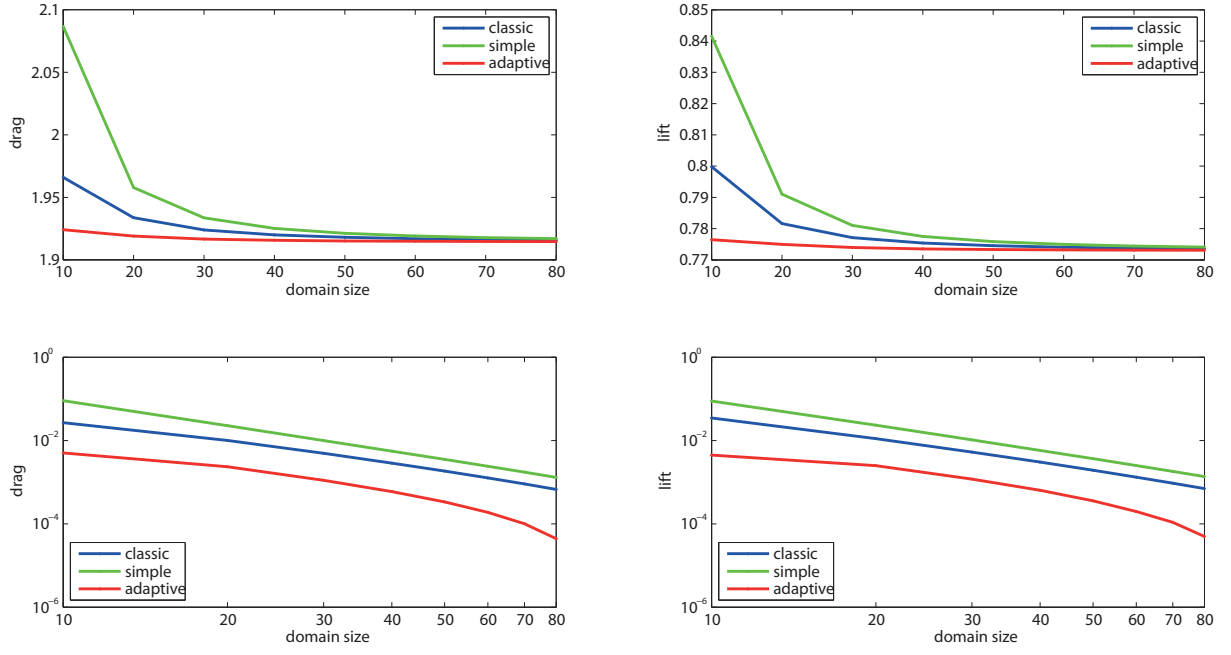 2.1
2.05
2
1.95
1.9
drag
10 20 30 40 50 60 70 80
domain size
classic
simple
adaptive
0.85
0.84
0.83
0.82
0.81
0.8
0.79
0.78
0.77
lift
10 20 30 40 50 60 70 80
domain size
classic
simple
adaptive
10^0
10^-2
10^-4
10^-6
drag
10 20 30 40 50 60 70 80
domain size
classic
simple
adaptive
10^0
10^-2
10^-4
10^-6
lift
10 20 30 40 50 60 70 80
domain size
classic
simple
adaptive